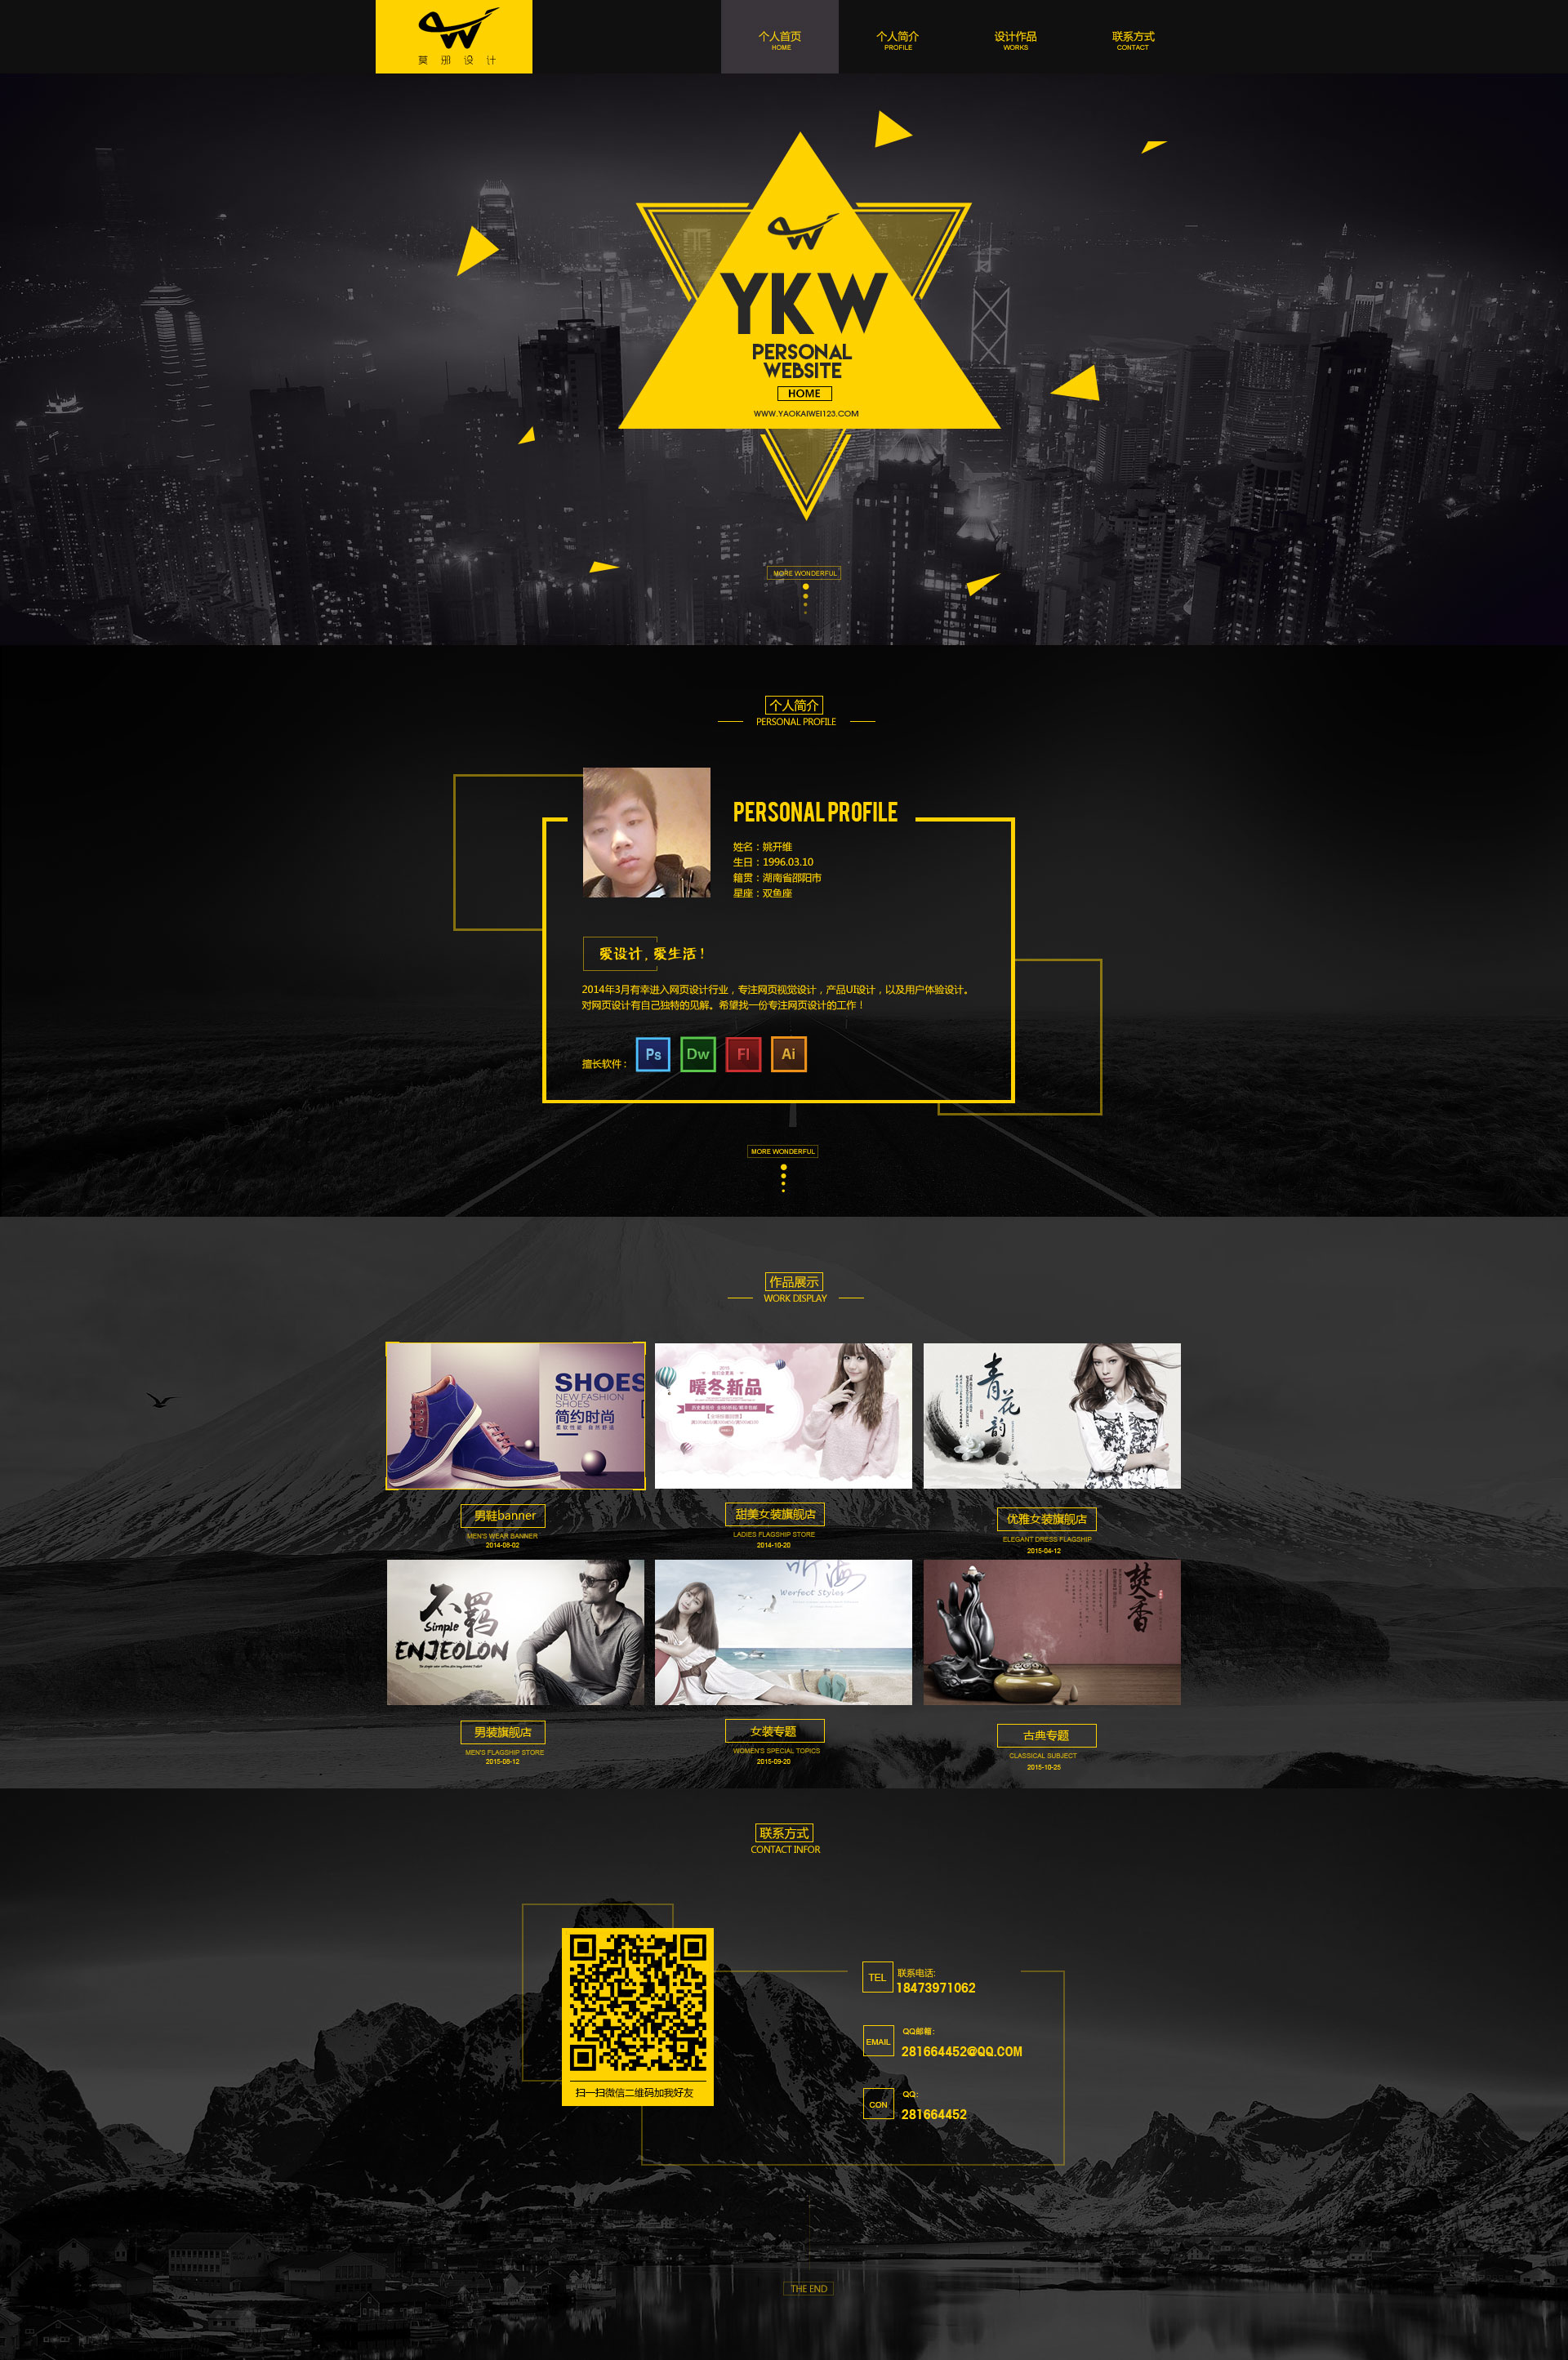 莫邪设计
个人首页
HOME
个人简介
PROFILE
设计作品
WORKS
联系方式
CONTACT
YKW
PERSONAL
WEBSITE
HOME
WWW.YAOKAIWEI123.COM
MORE WONDERFUL
个人简介
PERSONAL PROFILE
PERSONAL PROFILE
姓名：姚开维
生日：1996.03.10
籍贯：湖南省邵阳市
星座：双鱼座
爱设计，爱生活！
2014年3月有幸进入网页设计行业，专注网页视觉设计，产品UI设计，以及用户体验设计。
对网页设计有自己独特的见解。希望找一份专注网页设计的工作！
擅长软件：
Ps
Dw
Fl
Ai
MORE WONDERFUL
作品展示
WORK DISPLAY
SHOES
NEW FASHION
SHOES
简约时尚
柔软性能 自然舒适
2015
暖冬新品
青花韵
男鞋banner
MEN'S WEAR BANNER
2014-08-02
甜美女装旗舰店
LADIES FLAGSHIP STORE
2014-10-20
优雅女装旗舰店
ELEGANT DRESS FLAGSHIP
2015-04-12
不羁
Simple
ENJEOLON
听海
Werfect Styles
焚香
男装旗舰店
MEN'S FLAGSHIP STORE
2015-08-12
女装专题
WOMEN'S SPECIAL TOPICS
2015-09-20
古典专题
CLASSICAL SUBJECT
2015-10-25
联系方式
CONTACT INFOR
扫一扫微信二维码加我好友
TEL
联系电话:
18473971062
EMAIL
QQ邮箱:
281664452@QQ.COM
CON
QQ:
281664452
THE END